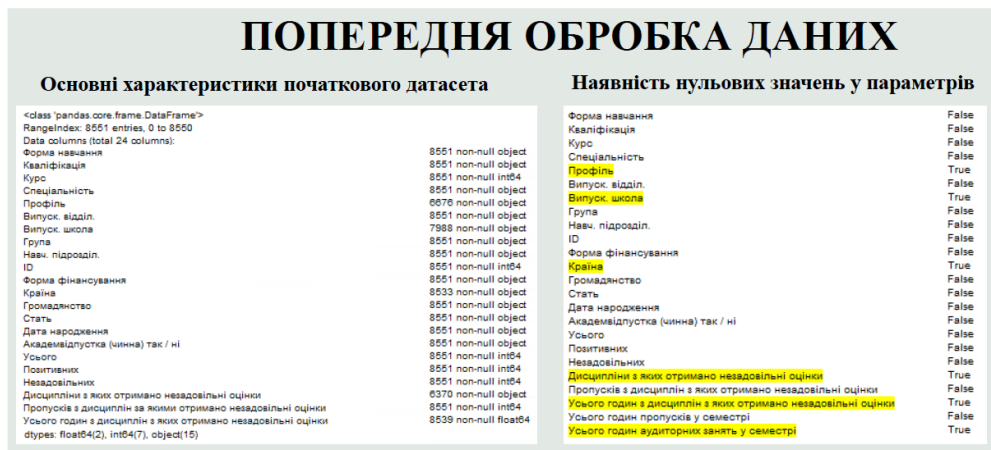 ПОПЕРЕДНЯ ОБРОБКА ДАНИХ
Основні характеристики початкового датасета
<class 'pandas.core.frame.DataFrame'>
RangeIndex: 8551 entries, 0 to 8550
Data columns (total 24 columns):
Форма навчання 8551 non-null object
Кваліфікація 8551 non-null object
Курс 8551 non-null int64
Спеціальність 8551 non-null object
Профіль 6676 non-null object
Випуск. відділ. 8551 non-null object
Випуск. школа 7988 non-null object
Група 8551 non-null object
Навч. підрозділ. 8551 non-null object
ID 8551 non-null int64
Форма фінансування 8551 non-null object
Країна 8533 non-null object
Громадянство 8551 non-null object
Стать 8551 non-null object
Дата народження 8551 non-null object
Академвідпустка (чинна) так / ні 8551 non-null object
Усього 8551 non-null int64
Позитивних 8551 non-null int64
Незадовільних 8551 non-null int64
Дисципліни з яких отримано незадовільні оцінки 6370 non-null object
Пропусків з дисциплін за якими отримано незадовільні оцінки 8551 non-null int64
Усього годин з дисциплін з яких отримано незадовільні оцінки 8539 non-null float64
dtypes: float64(2), int64(7), object(15)
Наявність нульових значень у параметрів
Форма навчання False
Кваліфікація False
Курс False
Спеціальність False
Профіль True
Випуск. відділ. False
Випуск. школа True
Група False
Навч. підрозділ. False
ID False
Форма фінансування False
Країна True
Громадянство False
Стать False
Дата народження False
Академвідпустка (чинна) так / ні False
Усього False
Позитивних False
Незадовільних False
Дисципліни з яких отримано незадовільні оцінки True
Пропусків з дисциплін з яких отримано незадовільні оцінки False
Усього годин з дисциплін з яких отримано незадовільні оцінки True
Усього годин пропусків у семестрі False
Усього годин аудиторних занять у семестрі True